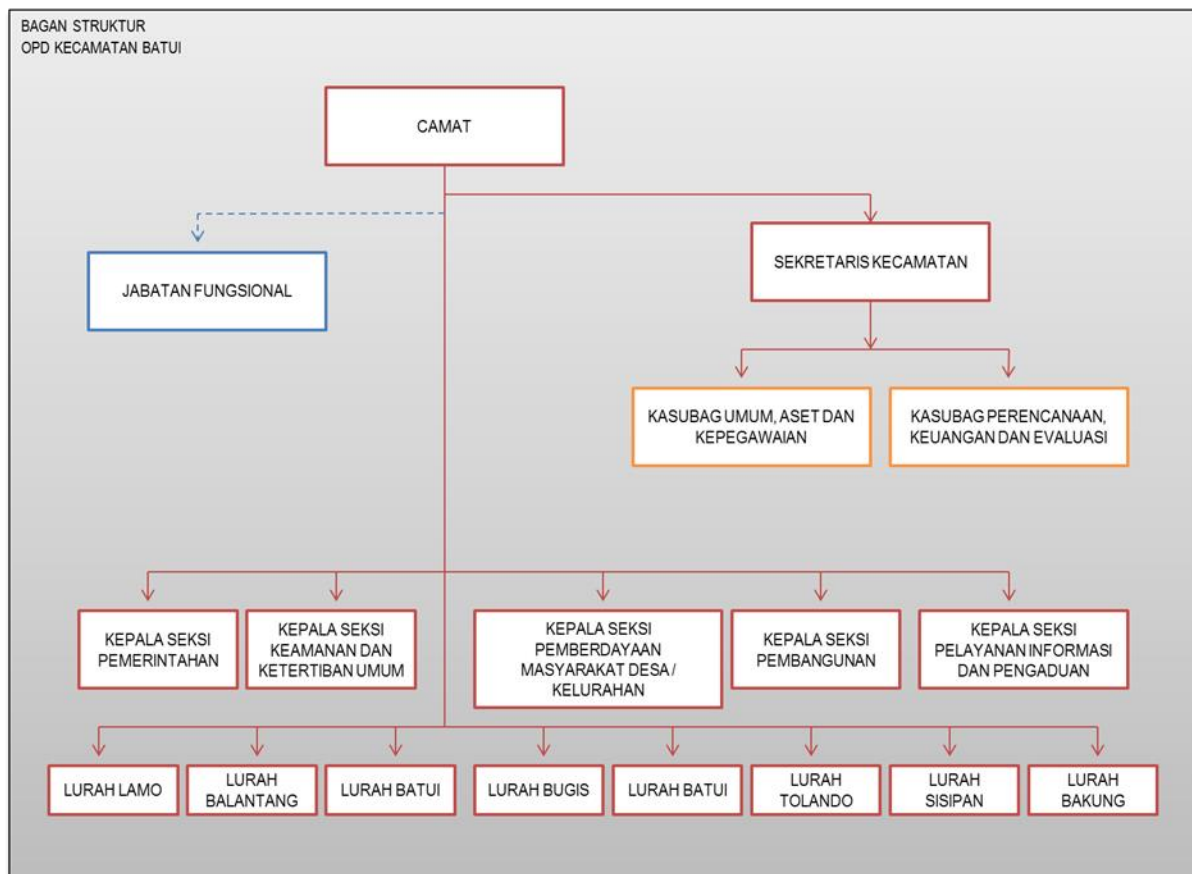 BAGAN STRUKTUR
OPD KECAMATAN BATUI
CAMAT
JABATAN FUNGSIONAL
SEKRETARIS KECAMATAN
KASUBAG UMUM, ASET DAN
KEPEGAWAIAN
KASUBAG PERENCANAAN,
KEUANGAN DAN EVALUASI
KEPALA SEKSI
PEMERINTAHAN
KEPALA SEKSI
KEAMANAN DAN
KETERTIBAN UMUM
KEPALA SEKSI
PEMBERDAYAAN
MASYARAKAT DESA /
KELURAHAN
KEPALA SEKSI
PEMBANGUNAN
KEPALA SEKSI
PELAYANAN INFORMASI
DAN PENGADUAN
LURAH LAMO
LURAH
BALANTANG
LURAH BATUI
LURAH BUGIS
LURAH BATUI
LURAH
TOLANDO
LURAH
SISIPAN
LURAH
BAKUNG